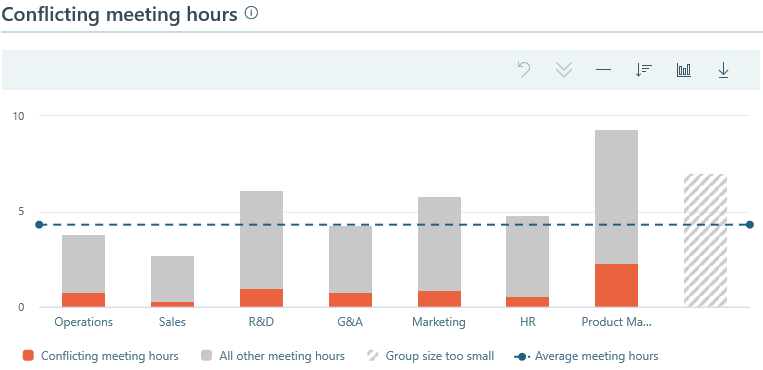 Conflicting meeting hours
10
5
0
Operations Sales R&D G&A Marketing HR Product Ma...
Conflicting meeting hours All other meeting hours Group size too small Average meeting hours